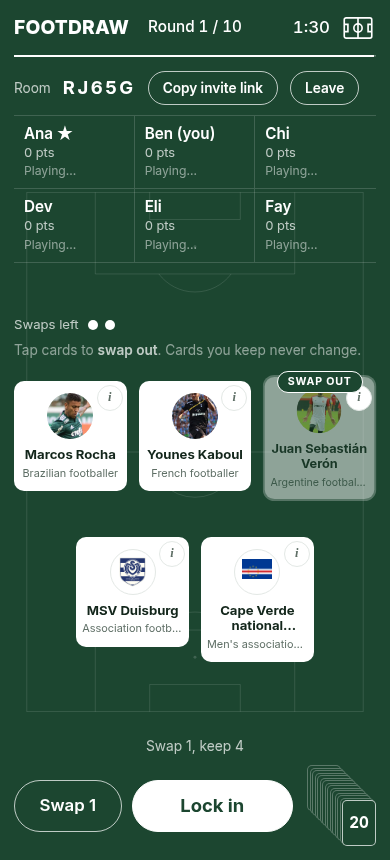 FOOTDRAW Round 1 / 10 1:30
Room RJ65G Copy invite link Leave
Ana ★ Ben (you) Chi
0 pts 0 pts 0 pts
Playing... Playing... Playing...
Dev Eli Fay
0 pts 0 pts 0 pts
Playing... Playing... Playing...
Swaps left
Tap cards to swap out. Cards you keep never change.
SWAP OUT
i i i
Marcos Rocha
Brazilian footballer
Younes Kaboul
French footballer
Juan Sebastián
Verón
Argentine footbal...
i i
MSV Duisburg
Association footb...
Cape Verde
national...
Men's associatio...
Swap 1, keep 4
Swap 1 Lock in 20